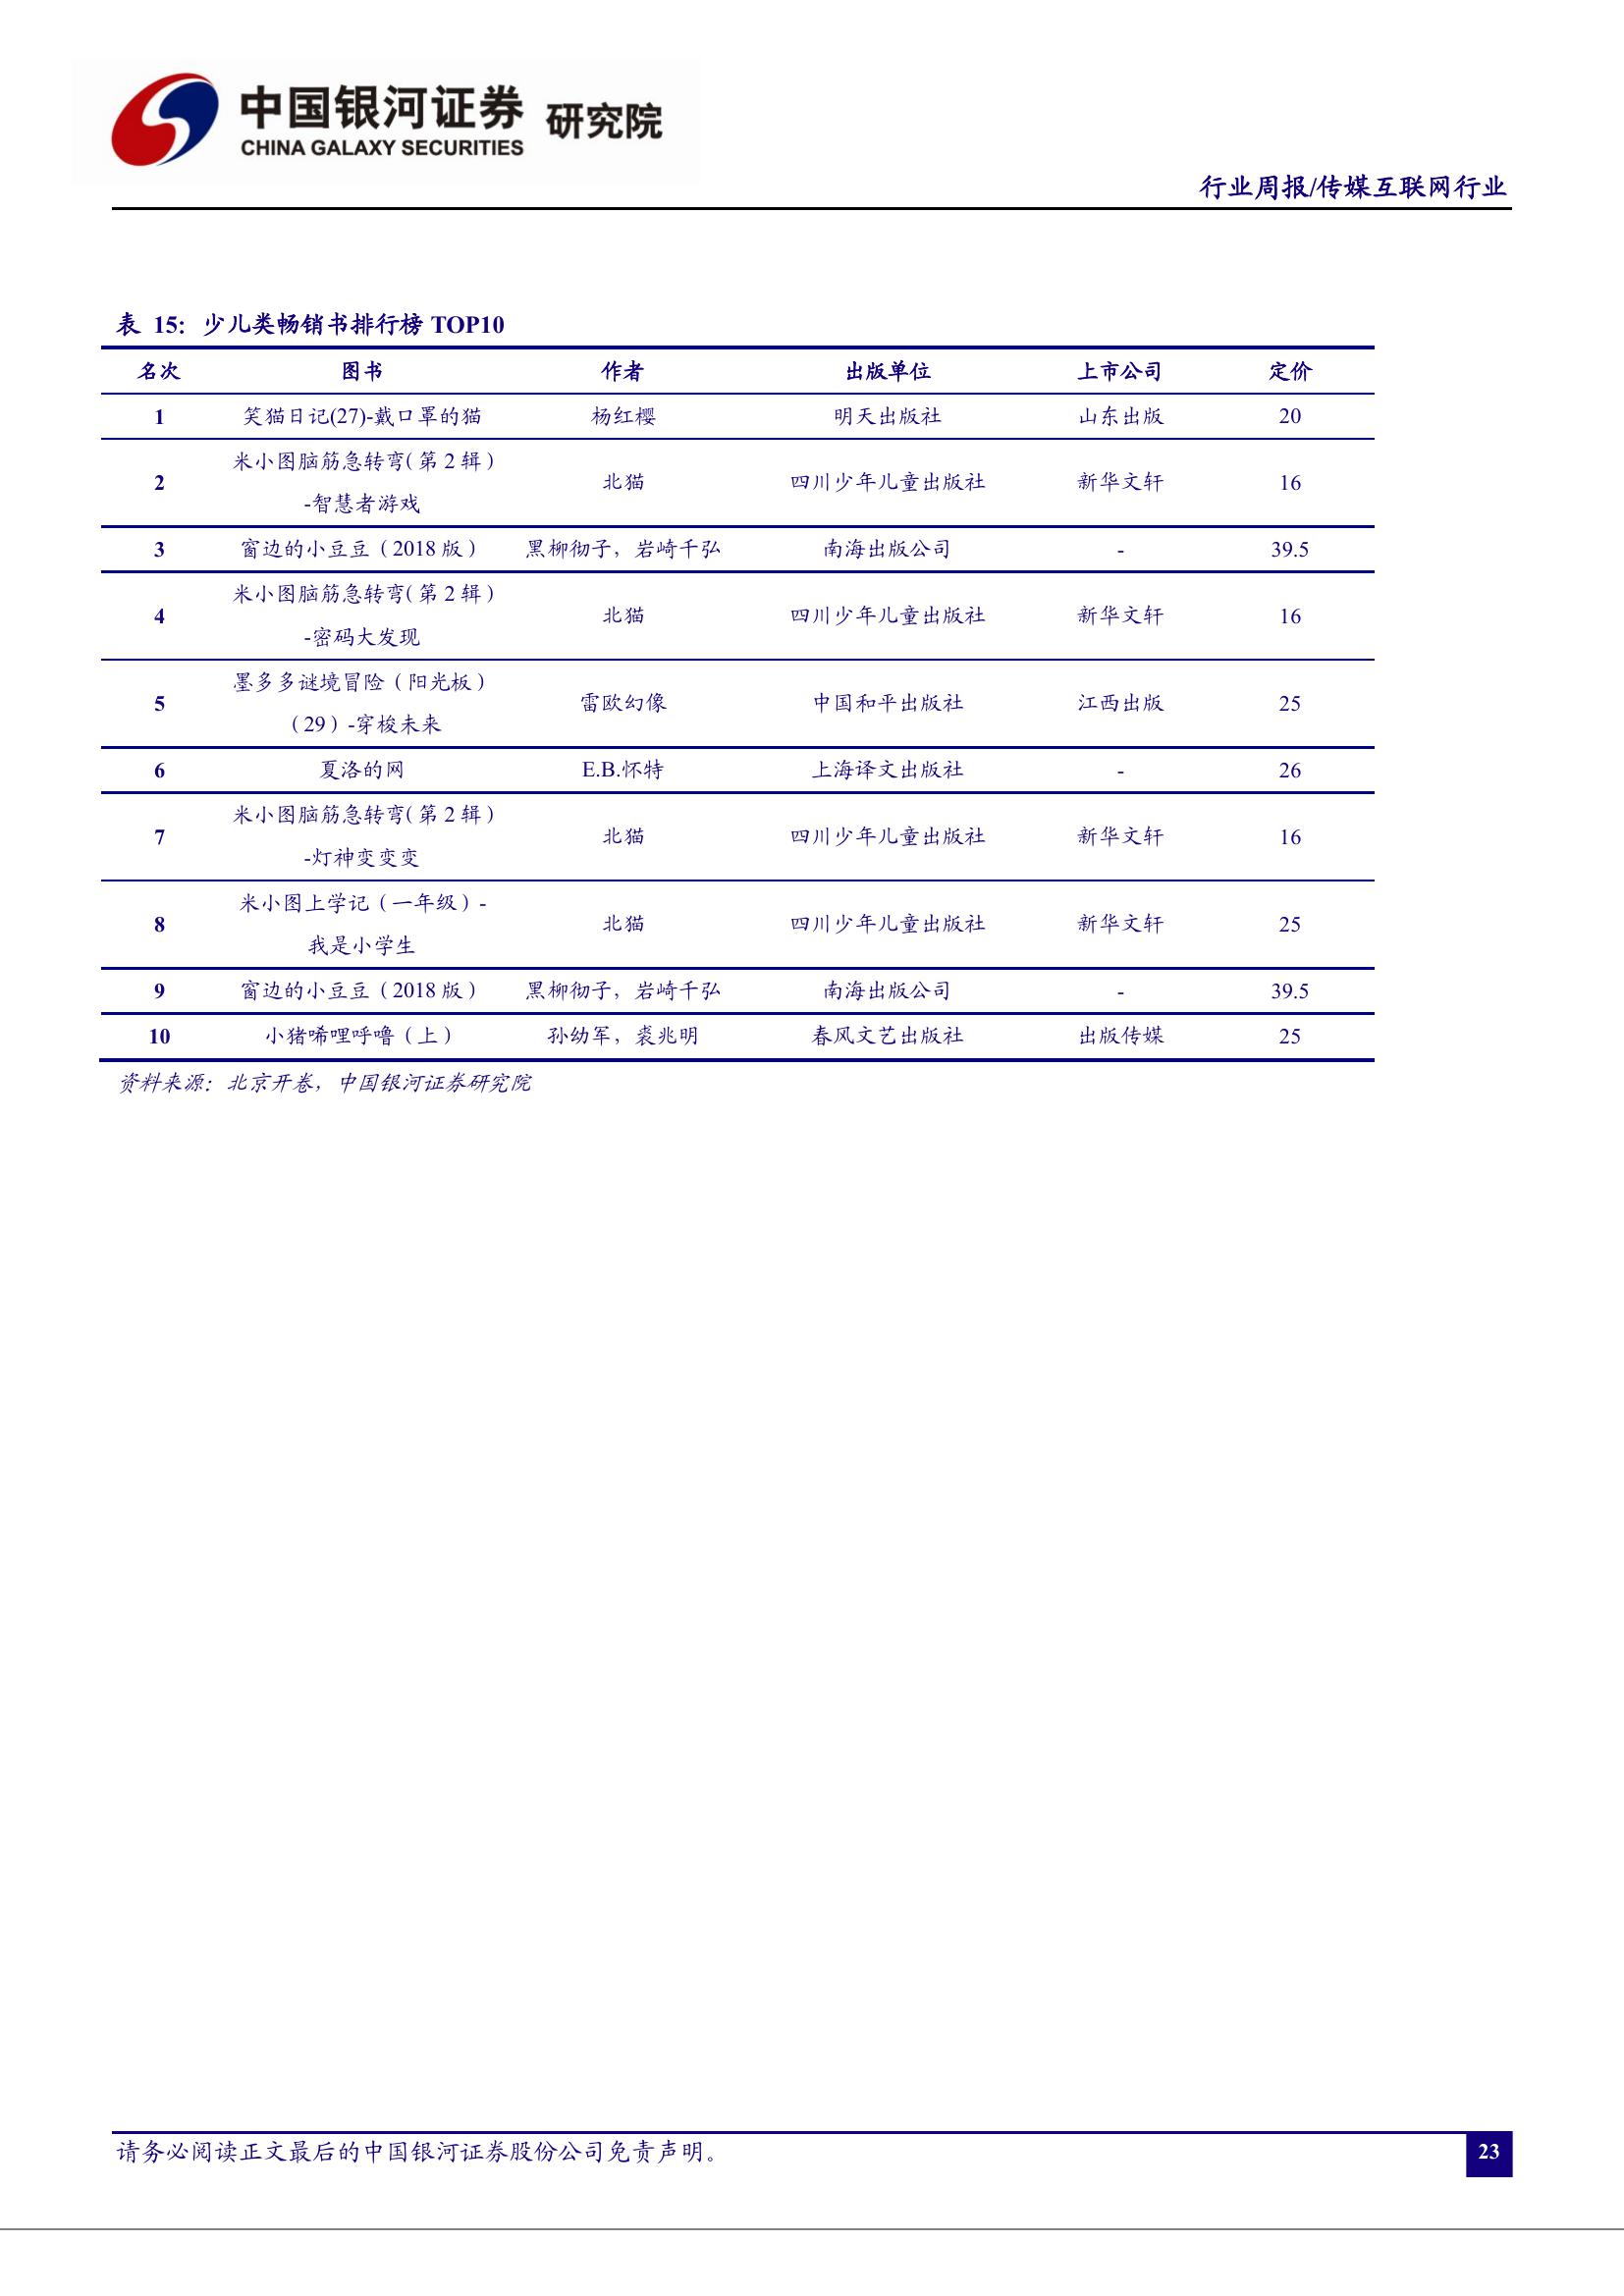 中国银河证券 研究院
CHINA GALAXY SECURITIES
行业周报/传媒互联网行业
表 15: 少儿类畅销书排行榜 TOP10
名次 图书 作者 出版单位 上市公司 定价
1 笑猫日记(27)-戴口罩的猫 杨红樱 明天出版社 山东出版 20
米小图脑筋急转弯(第 2 辑)
2 北猫 四川少年儿童出版社 新华文轩 16
-智慧者游戏
3 窗边的小豆豆（2018 版） 黑柳彻子，岩崎千弘 南海出版公司 - 39.5
米小图脑筋急转弯(第 2 辑)
4 北猫 四川少年儿童出版社 新华文轩 16
-密码大发现
墨多多谜境冒险（阳光板）
5 雷欧幻像 中国和平出版社 江西出版 25
（29）-穿梭未来
6 夏洛的网 E.B.怀特 上海译文出版社 - 26
米小图脑筋急转弯(第 2 辑)
7 北猫 四川少年儿童出版社 新华文轩 16
-灯神变变变
米小图上学记（一年级）-
8 北猫 四川少年儿童出版社 新华文轩 25
我是小学生
9 窗边的小豆豆（2018 版） 黑柳彻子，岩崎千弘 南海出版公司 - 39.5
10 小猪唏哩呼噜（上） 孙幼军，裘兆明 春风文艺出版社 出版传媒 25
资料来源：北京开卷，中国银河证券研究院
请务必阅读正文最后的中国银河证券股份公司免责声明。
23